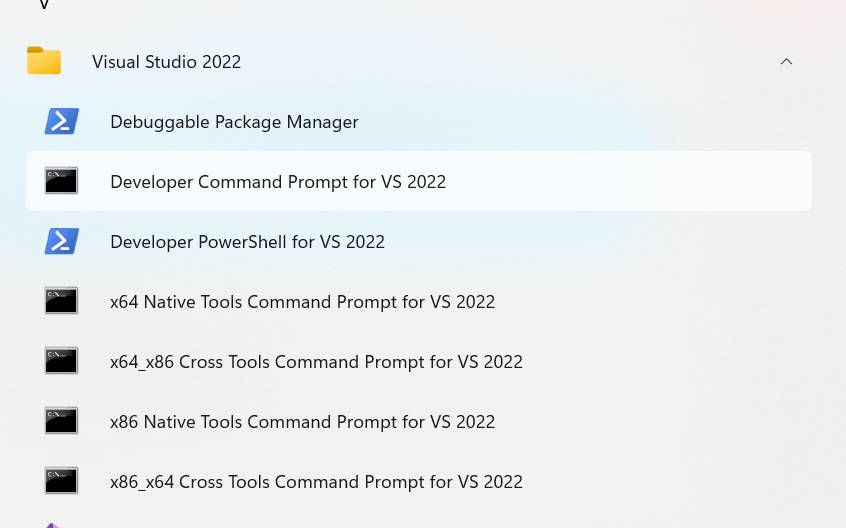 V
Visual Studio 2022
Debuggable Package Manager
Developer Command Prompt for VS 2022
Developer PowerShell for VS 2022
x64 Native Tools Command Prompt for VS 2022
x64_x86 Cross Tools Command Prompt for VS 2022
x86 Native Tools Command Prompt for VS 2022
x86_x64 Cross Tools Command Prompt for VS 2022